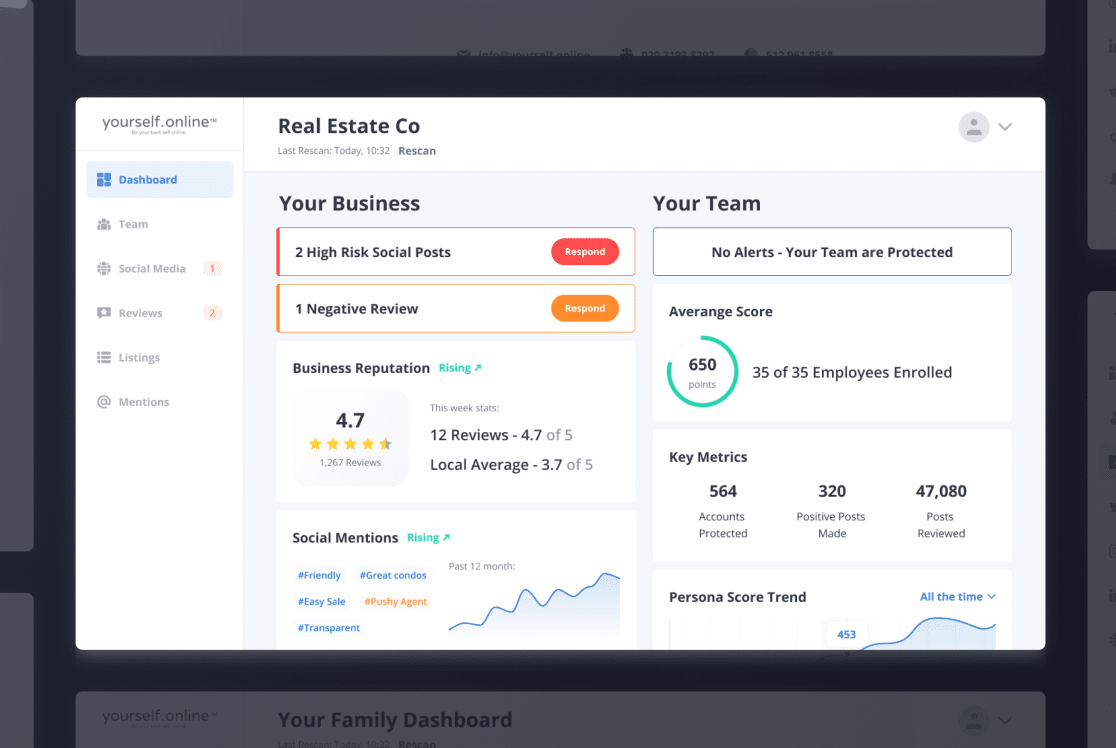 info@yourself.online 020 2193 8292 512 961 8558
yourself.online™
Be your best self online.
Real Estate Co
Last Rescan: Today, 10:32 Rescan
Dashboard
Team
Social Media 1
Reviews 2
Listings
Mentions
Your Business
2 High Risk Social Posts Respond
1 Negative Review Respond
Business Reputation Rising ↗
4.7
1,267 Reviews
This week stats:
12 Reviews - 4.7 of 5
Local Average - 3.7 of 5
Social Mentions Rising ↗
#Friendly #Great condos
#Easy Sale #Pushy Agent
#Transparent
Past 12 month:
Your Team
No Alerts - Your Team are Protected
Averange Score
650
points
35 of 35 Employees Enrolled
Key Metrics
564 320 47,080
Accounts Positive Posts Posts
Protected Made Reviewed
Persona Score Trend All the time
453
yourself.online™
Your Family Dashboard
Last Rescan: Today, 10:32 Rescan